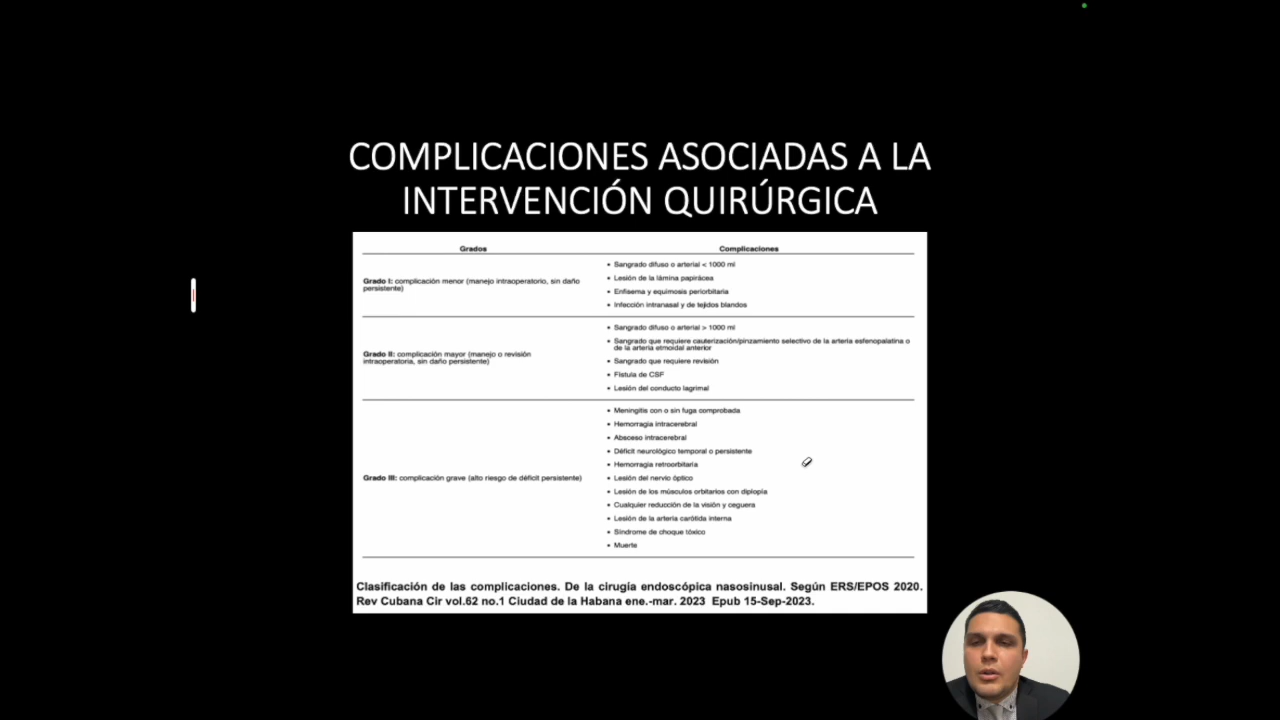 COMPLICACIONES ASOCIADAS A LA
INTERVENCIÓN QUIRÚRGICA
Grados
Complicaciones
Grado I: complicación menor (manejo intraoperatorio, sin daño
persistente)
• Sangrado difuso o arterial < 1000 ml
• Lesión de la lámina papirácea
• Enfisema y equimosis periorbitaria
• Infección intranasal y de tejidos blandos
Grado II: complicación mayor (manejo o revisión
intraoperatoria, sin daño persistente)
• Sangrado difuso o arterial > 1000 ml
• Sangrado que requiere cauterización/pinzamiento selectivo de la arteria esfenopalatina o
de la arteria etmoidal anterior
• Sangrado que requiere revisión
• Fístula de CSF
• Lesión del conducto lagrimal
Grado III: complicación grave (alto riesgo de déficit persistente)
• Meningitis con o sin fuga comprobada
• Hemorragia intracerebral
• Absceso intracerebral
• Déficit neurológico temporal o persistente
• Hemorragia retroorbitaria
• Lesión del nervio óptico
• Lesión de los músculos orbitarios con diplopía
• Cualquier reducción de la visión y ceguera
• Lesión de la arteria carótida interna
• Síndrome de choque tóxico
• Muerte
Clasificación de las complicaciones. De la cirugía endoscópica nasosinusal. Según ERS/EPOS 2020.
Rev Cubana Cir vol.62 no.1 Ciudad de la Habana ene.-mar. 2023 Epub 15-Sep-2023.